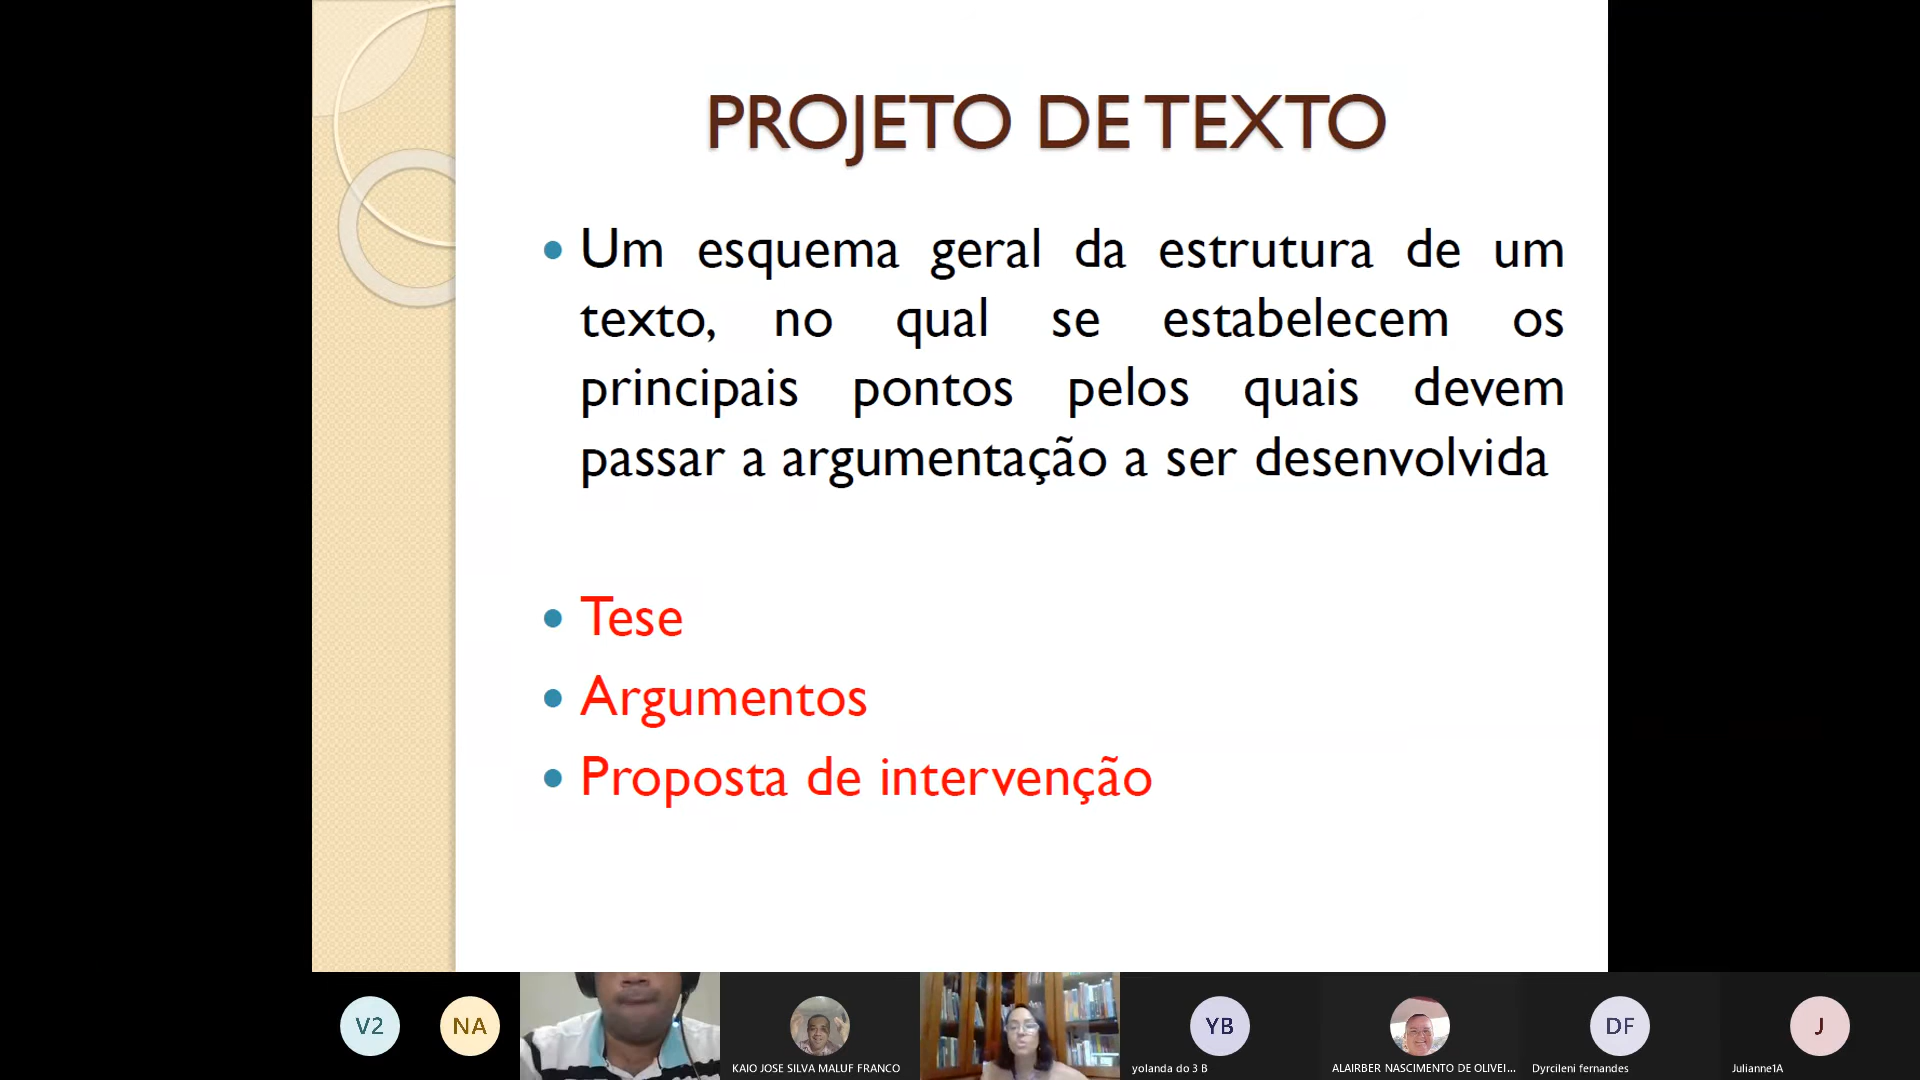 PROJETO DE TEXTO
Um esquema geral da estrutura de um
texto, no qual se estabelecem os
principais pontos pelos quais devem
passar a argumentação a ser desenvolvida
Tese
Argumentos
Proposta de intervenção
V2
NA
YB
DF
J
KAIO JOSE SILVA MALUF FRANCO
yolanda do 3 B
ALAIRBER NASCIMENTO DE OLIVEI...
Dyrcileni fernandes
Julianne1A